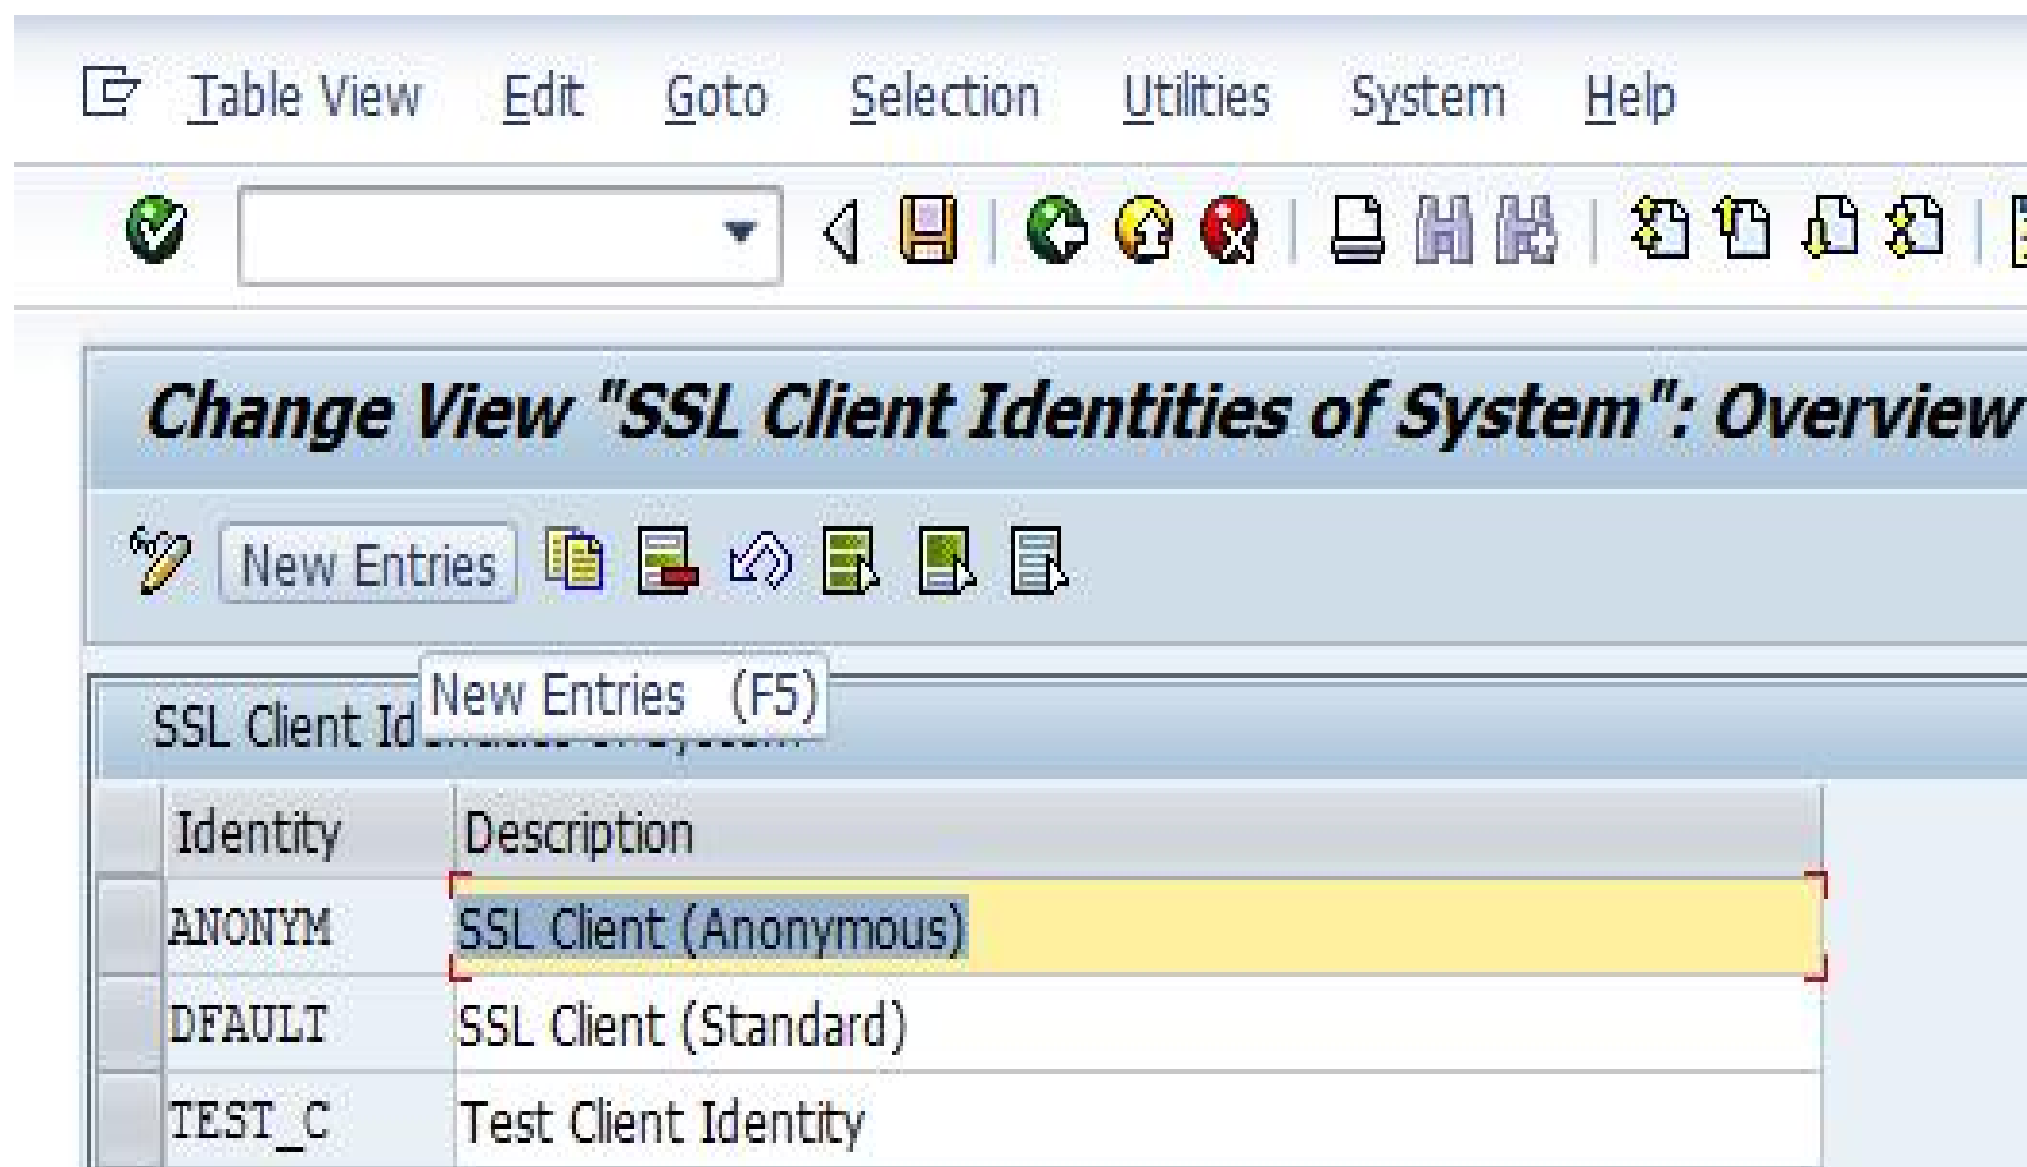 Table View Edit Goto Selection Utilities System Help
Change View "SSL Client Identities of System": Overview
New Entries
New Entries (F5)
SSL Client Id
Identity Description
ANONYM SSL Client (Anonymous)
DFAULT SSL Client (Standard)
TEST_C Test Client Identity